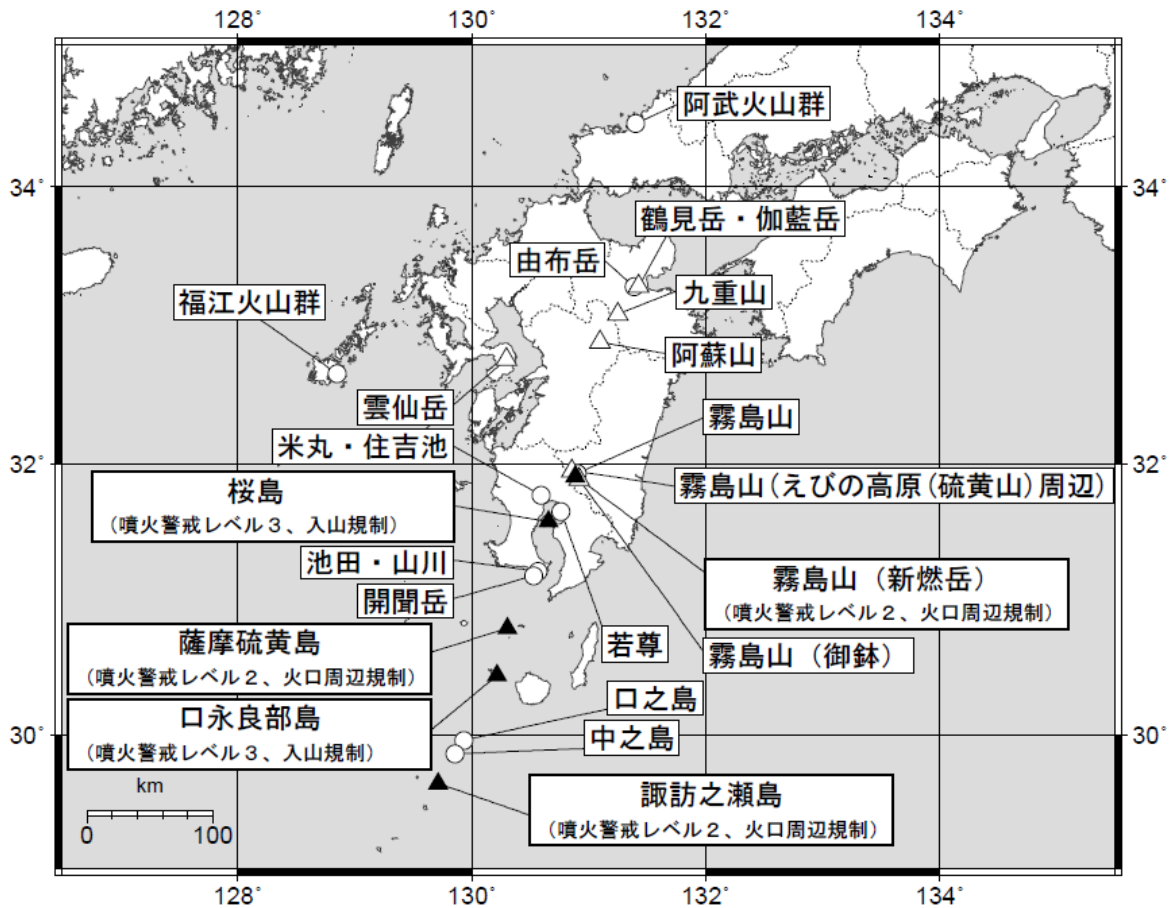 128°
130°
132°
134°
阿武火山群
34°
34°
鶴見岳・伽藍岳
由布岳
九重山
福江火山群
阿蘇山
雲仙岳
霧島山
米丸・住吉池
32°
32°
霧島山(えびの高原(硫黄山)周辺)
桜島
(噴火警戒レベル3、入山規制)
池田・山川
霧島山(新燃岳)
(噴火警戒レベル2、火口周辺規制)
開聞岳
薩摩硫黄島
(噴火警戒レベル2、火口周辺規制)
若尊
霧島山(御鉢)
口之島
口永良部島
(噴火警戒レベル3、入山規制)
30°
30°
中之島
km
0
100
諏訪之瀬島
(噴火警戒レベル2、火口周辺規制)
128°
130°
132°
134°